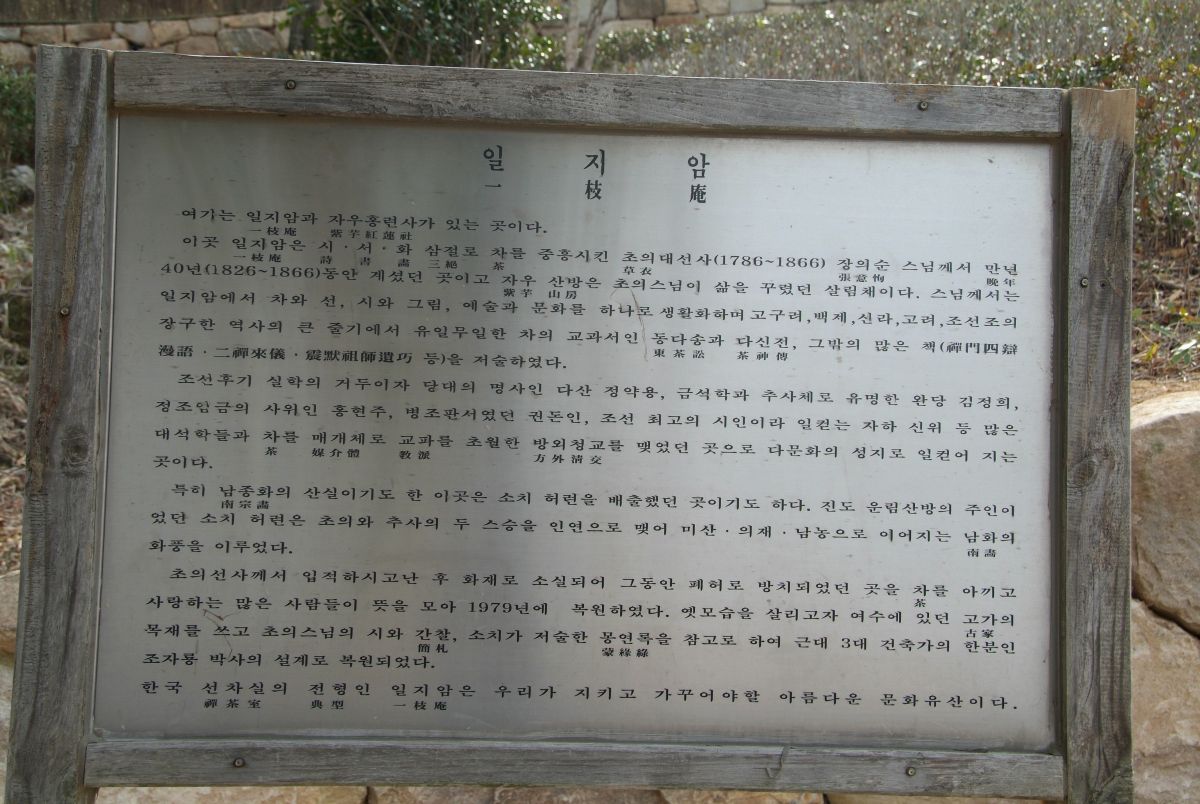 일 지 암
一 枝 庵
여기는 일지암과 자우홍련사가 있는 곳이다.
一枝庵 紫芋紅蓮社
이곳 일지암은 시·서·화 삼절로 차를 중흥시킨 초의대선사(1786~1866) 장의순 스님께서 만년
一枝庵 詩 書 畵 三絕 茶 草衣 張意恂 晚年
40년(1826~1866)동안 계셨던 곳이고 자우 산방은 초의스님이 삶을 꾸렸던 살림채이다. 스님께서는
紫芋 山房
일지암에서 차와 선, 시와 그림, 예술과 문화를 하나로 생활화하며 고구려,백제,신라,고려,조선조의
장구한 역사의 큰 줄기에서 유일무일한 차의 교과서인 동다송과 다신전, 그밖의 많은 책(禪門四辯
東茶訟 茶神傳
漫語·二禪來儀·震默祖師遺巧 등)을 저술하였다.
조선후기 실학의 거두이자 당대의 명사인 다산 정약용, 금석학과 추사체로 유명한 완당 김정희,
정조임금의 사위인 홍현주, 병조판서였던 권돈인, 조선 최고의 시인이라 일컫는 자하 신위 등 많은
대석학들과 차를 매개체로 교파를 초월한 방외청교를 맺었던 곳으로 다문화의 성지로 일컬어 지는
茶 媒介體 敎派 方外淸交
곳이다.
특히 남종화의 산실이기도 한 이곳은 소치 허련을 배출했던 곳이기도 하다. 진도 운림산방의 주인이
南宗畵
었던 소치 허련은 초의와 추사의 두 스승을 인연으로 맺어 미산·의재·남농으로 이어지는 남화의
南畵
화풍을 이루었다.
초의선사께서 입적하시고난 후 화재로 소실되어 그동안 폐허로 방치되었던 곳을 차를 아끼고
茶
사랑하는 많은 사람들이 뜻을 모아 1979년에 복원하였다. 옛모습을 살리고자 여수에 있던 고가의
古家
목재를 쓰고 초의스님의 시와 간찰, 소치가 저술한 몽연록을 참고로 하여 근대 3대 건축가의 한분인
簡札
조자룡 박사의 설계로 복원되었다.
한국 선차실의 전형인 일지암은 우리가 지키고 가꾸어야할 아름다운 문화유산이다.
禪茶室 典型 一枝庵